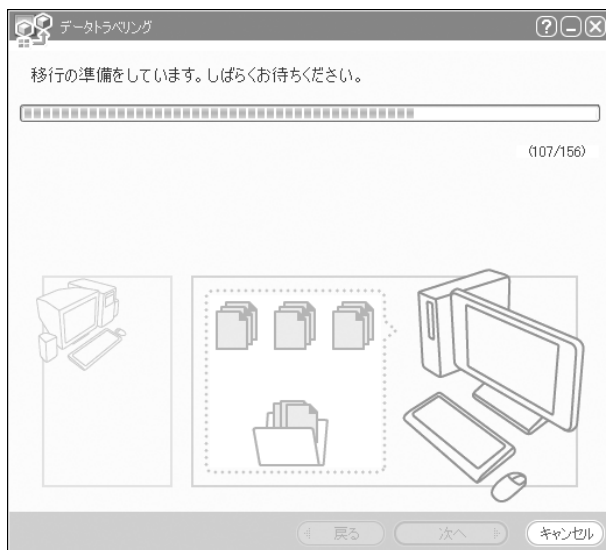 データトラベリング
移行の準備をしています。しばらくお待ちください。
(107/156)
戻る 次へ キャンセル